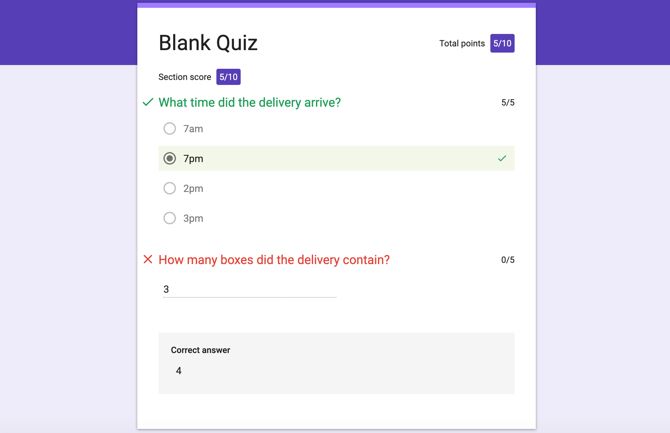 Blank Quiz
Total points 5/10
Section score 5/10
What time did the delivery arrive? 5/5
7am
7pm
2pm
3pm
How many boxes did the delivery contain? 0/5
3
Correct answer
4